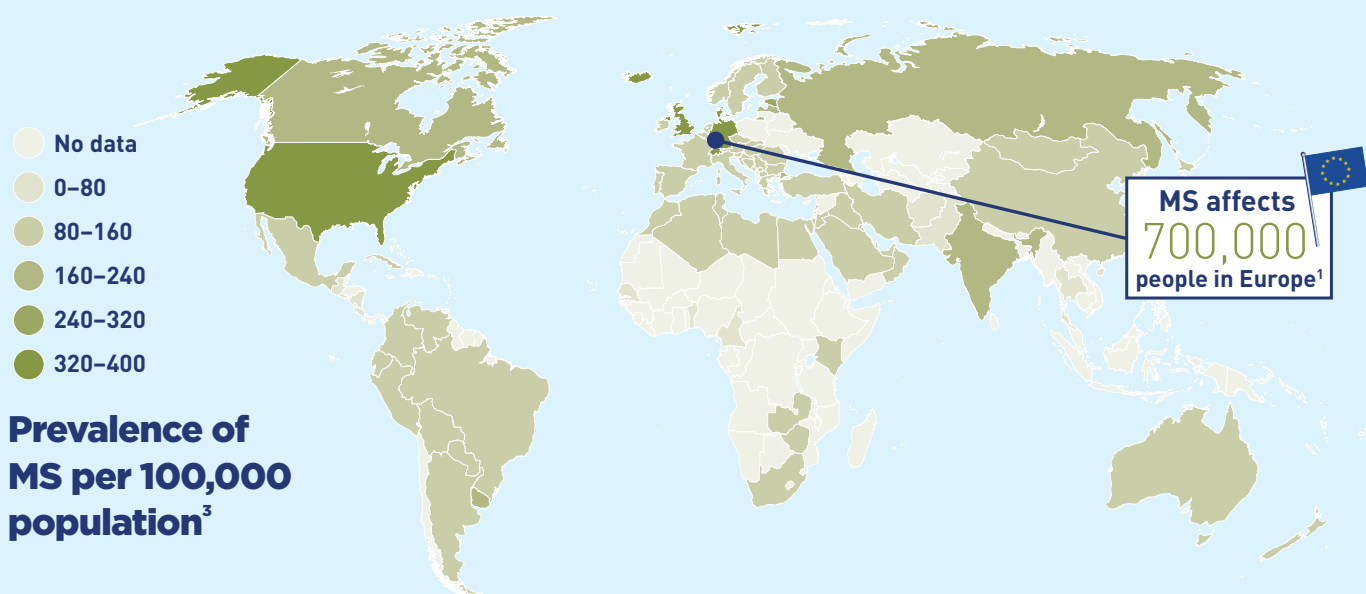 No data
0–80
80–160
160–240
240–320
320–400
Prevalence of
MS per 100,000
population³
MS affects
700,000
people in Europe¹